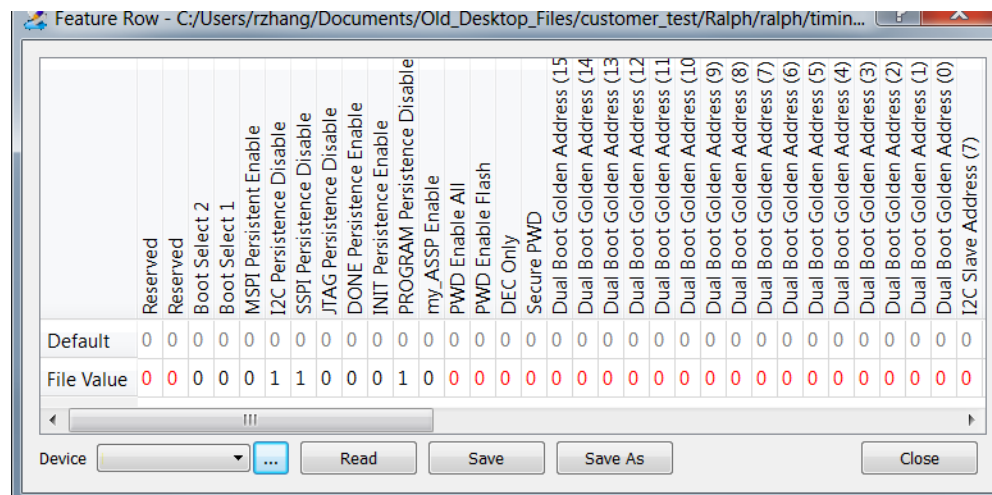 Feature Row - C:/Users/rzhang/Documents/Old_Desktop_Files/customer_test/Ralph/ralph/timin...
Reserved
Reserved
Boot Select 2
Boot Select 1
MSPI Persistent Enable
I2C Persistence Disable
SSPI Persistence Disable
JTAG Persistence Disable
DONE Persistence Enable
INIT Persistence Enable
PROGRAM Persistence Disable
my_ASSP Enable
PWD Enable All
PWD Enable Flash
DEC Only
Secure PWD
Dual Boot Golden Address (15
Dual Boot Golden Address (14
Dual Boot Golden Address (13
Dual Boot Golden Address (12
Dual Boot Golden Address (11
Dual Boot Golden Address (10
Dual Boot Golden Address (9)
Dual Boot Golden Address (8)
Dual Boot Golden Address (7)
Dual Boot Golden Address (6)
Dual Boot Golden Address (5)
Dual Boot Golden Address (4)
Dual Boot Golden Address (3)
Dual Boot Golden Address (2)
Dual Boot Golden Address (1)
Dual Boot Golden Address (0)
I2C Slave Address (7)
Default 0 0 0 0 0 0 0 0 0 0 0 0 0 0 0 0 0 0 0 0 0 0 0 0 0 0 0 0 0 0 0 0 0
File Value 0 0 0 0 0 1 1 0 0 0 1 0 0 0 0 0 0 0 0 0 0 0 0 0 0 0 0 0 0 0 0 0 0
Device ... Read Save Save As Close